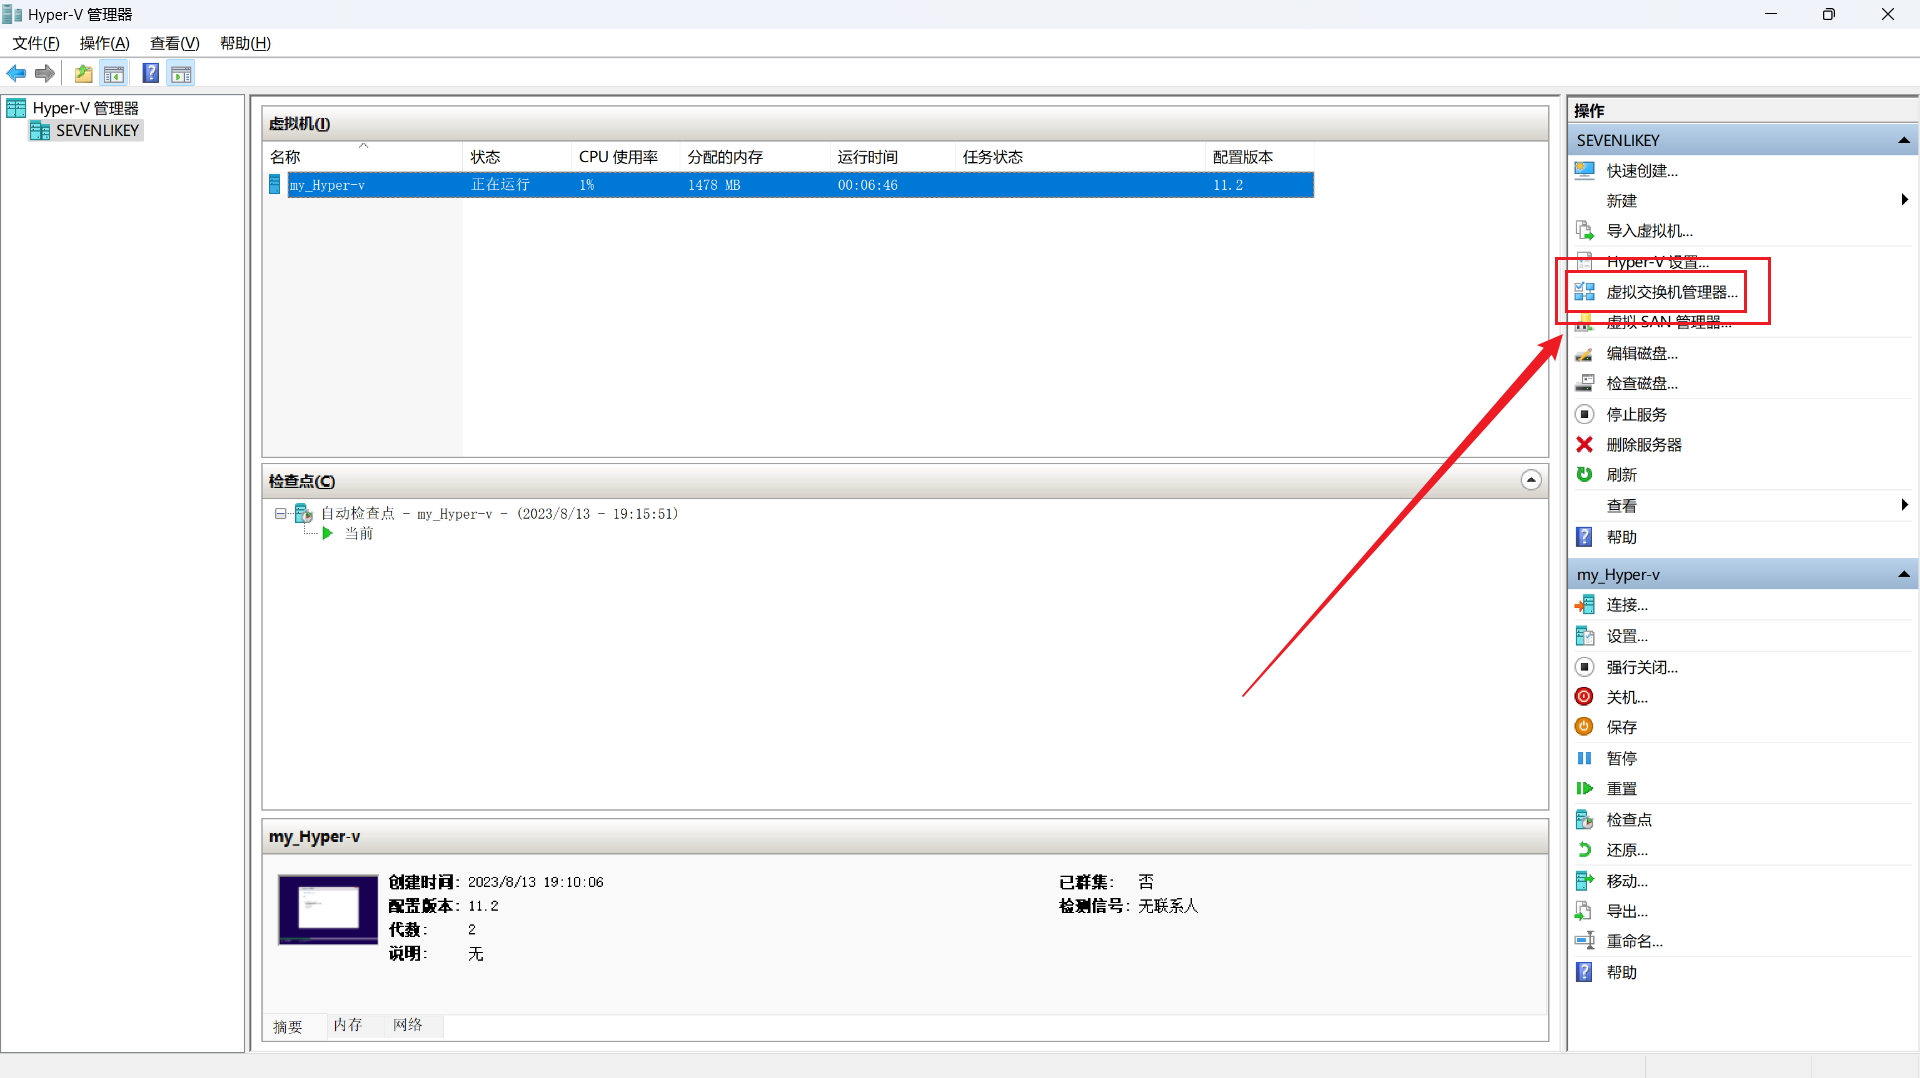 Hyper-V 管理器
文件(F) 操作(A) 查看(V) 帮助(H)
Hyper-V 管理器
SEVENLIKEY
虚拟机(I)
名称 状态 CPU 使用率 分配的内存 运行时间 任务状态 配置版本
my_Hyper-v 正在运行 1% 1478 MB 00:06:46 11.2
检查点(C)
自动检查点 - my_Hyper-v - (2023/8/13 - 19:15:51)
当前
my_Hyper-v
创建时间: 2023/8/13 19:10:06
配置版本: 11.2
代数: 2
说明: 无
已群集: 否
检测信号: 无联系人
摘要 内存 网络
操作
SEVENLIKEY
快速创建...
新建
导入虚拟机...
Hyper-V 设置...
虚拟交换机管理器...
虚拟 SAN 管理器...
编辑磁盘...
检查磁盘...
停止服务
删除服务器
刷新
查看
帮助
my_Hyper-v
连接...
设置...
强行关闭...
关机...
保存
暂停
重置
检查点
还原...
移动...
导出...
重命名...
帮助